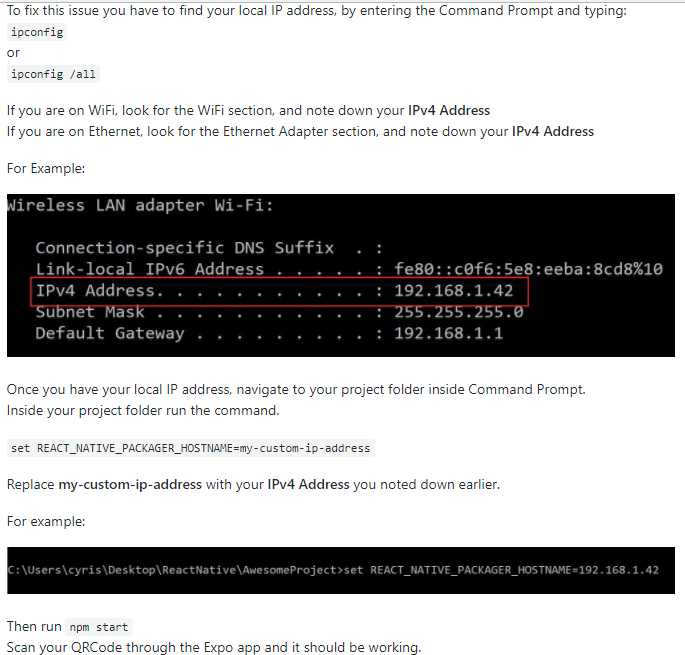 To fix this issue you have to find your local IP address, by entering the Command Prompt and typing:
ipconfig
or
ipconfig /all
If you are on WiFi, look for the WiFi section, and note down your IPv4 Address
If you are on Ethernet, look for the Ethernet Adapter section, and note down your IPv4 Address
For Example:
Wireless LAN adapter Wi-Fi:
Connection-specific DNS Suffix . :
Link-local IPv6 Address . . . . . : fe80::c0f6:5e8:eeba:8cd8%10
IPv4 Address. . . . . . . . . . . : 192.168.1.42
Subnet Mask . . . . . . . . . . . : 255.255.255.0
Default Gateway . . . . . . . . . : 192.168.1.1
Once you have your local IP address, navigate to your project folder inside Command Prompt.
Inside your project folder run the command.
set REACT_NATIVE_PACKAGER_HOSTNAME=my-custom-ip-address
Replace my-custom-ip-address with your IPv4 Address you noted down earlier.
For example:
C:\Users\cyris\Desktop\ReactNative\AwesomeProject>set REACT_NATIVE_PACKAGER_HOSTNAME=192.168.1.42
Then run npm start
Scan your QRCode through the Expo app and it should be working.